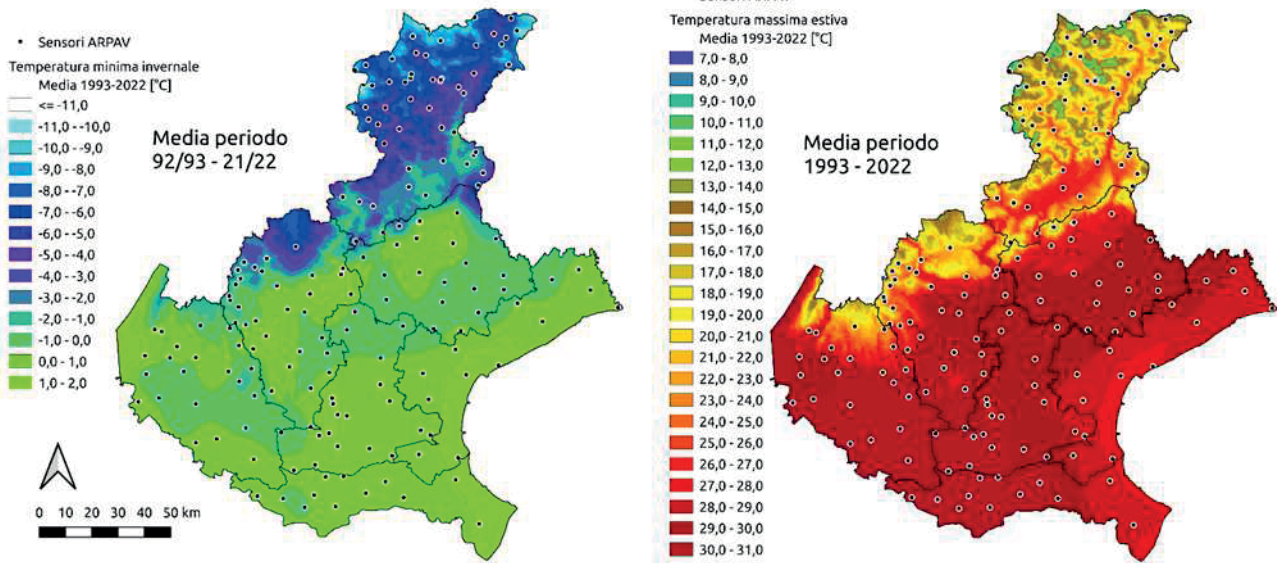 Sensori ARPAV
Temperatura minima invernale
Media 1993-2022 [°C]
<= -11,0
-11,0 - -10,0
-10,0 - -9,0
-9,0 - -8,0
-8,0 - -7,0
-7,0 - -6,0
-6,0 - -5,0
-5,0 - -4,0
-4,0 - -3,0
-3,0 - -2,0
-2,0 - -1,0
-1,0 - 0,0
0,0 - 1,0
1,0 - 2,0
Media periodo
92/93 - 21/22
0 10 20 30 40 50 km
Temperatura massima estiva
Media 1993-2022 [°C]
7,0 - 8,0
8,0 - 9,0
9,0 - 10,0
10,0 - 11,0
11,0 - 12,0
12,0 - 13,0
13,0 - 14,0
14,0 - 15,0
15,0 - 16,0
16,0 - 17,0
17,0 - 18,0
18,0 - 19,0
19,0 - 20,0
20,0 - 21,0
21,0 - 22,0
22,0 - 23,0
23,0 - 24,0
24,0 - 25,0
25,0 - 26,0
26,0 - 27,0
27,0 - 28,0
28,0 - 29,0
29,0 - 30,0
30,0 - 31,0
Media periodo
1993 - 2022